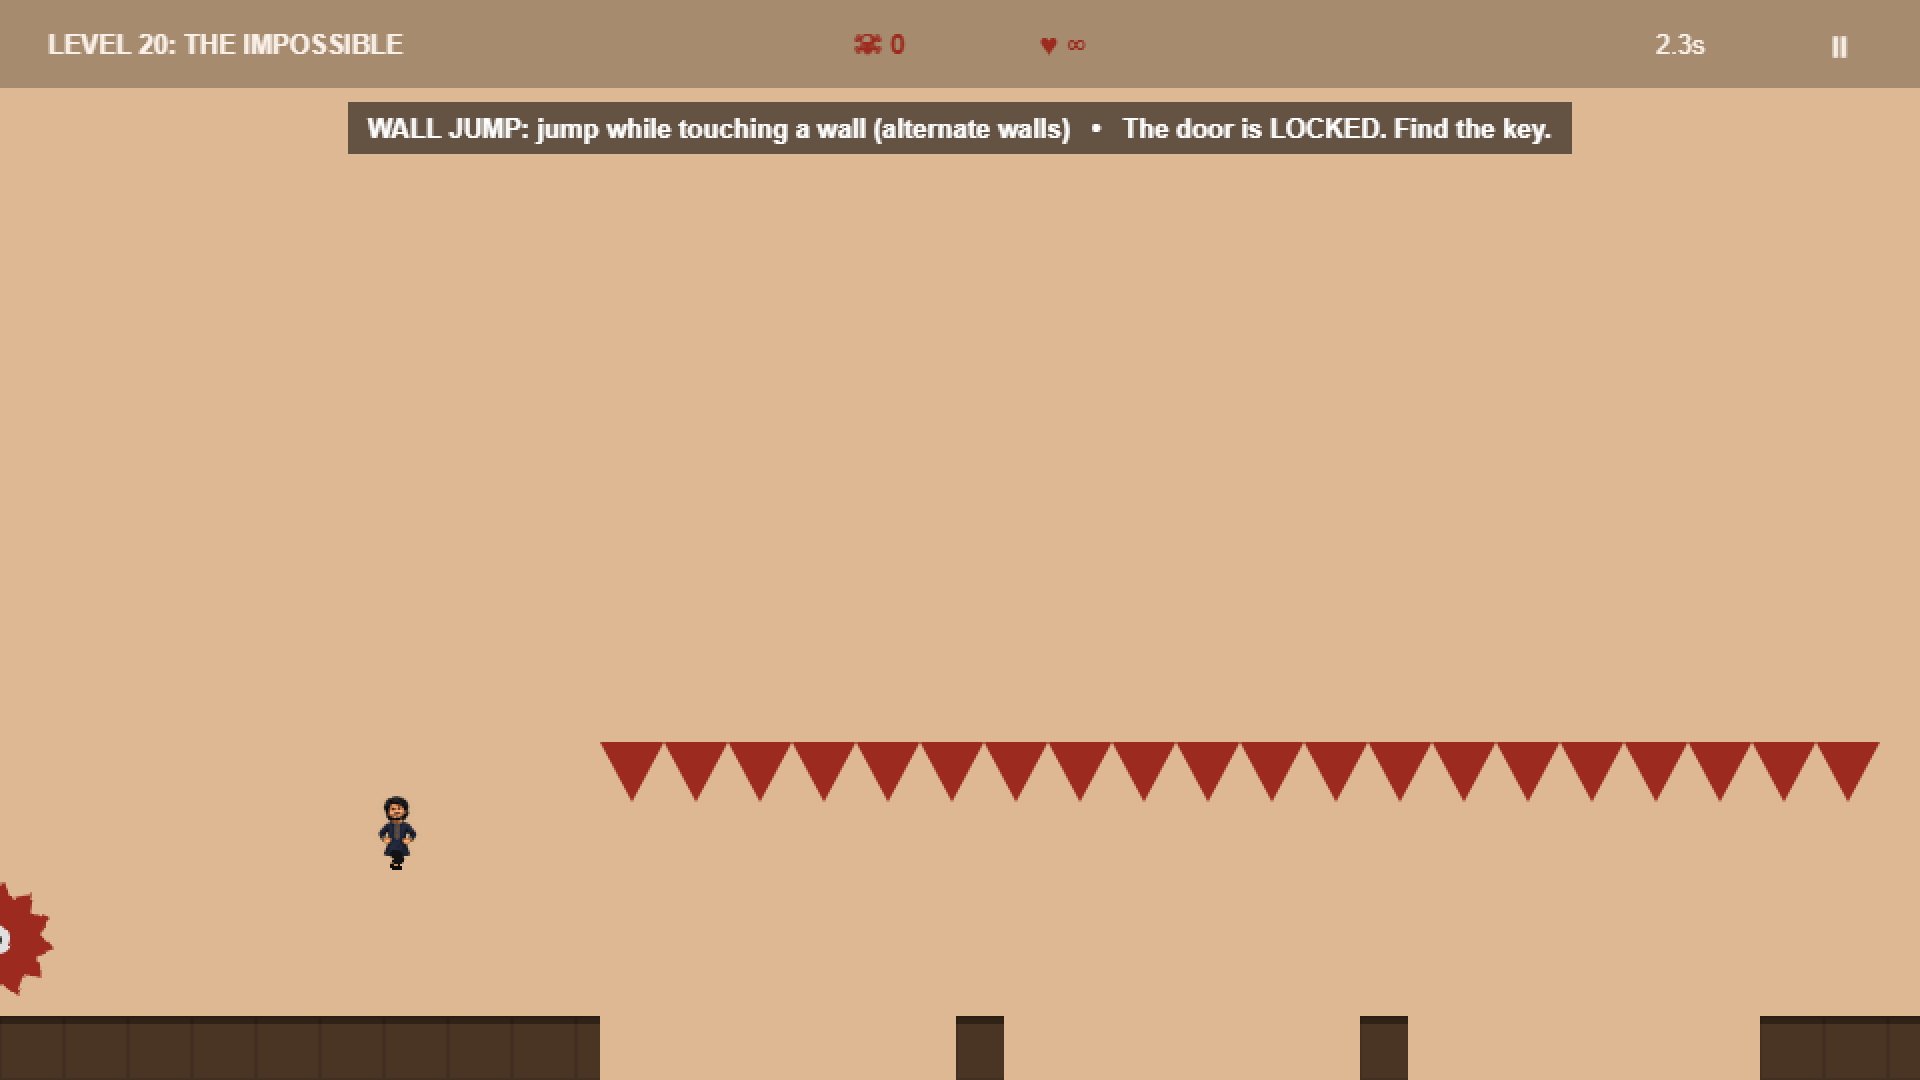 LEVEL 20: THE IMPOSSIBLE ☠ 0 ♥ ∞ 2.3s
WALL JUMP: jump while touching a wall (alternate walls) • The door is LOCKED. Find the key.